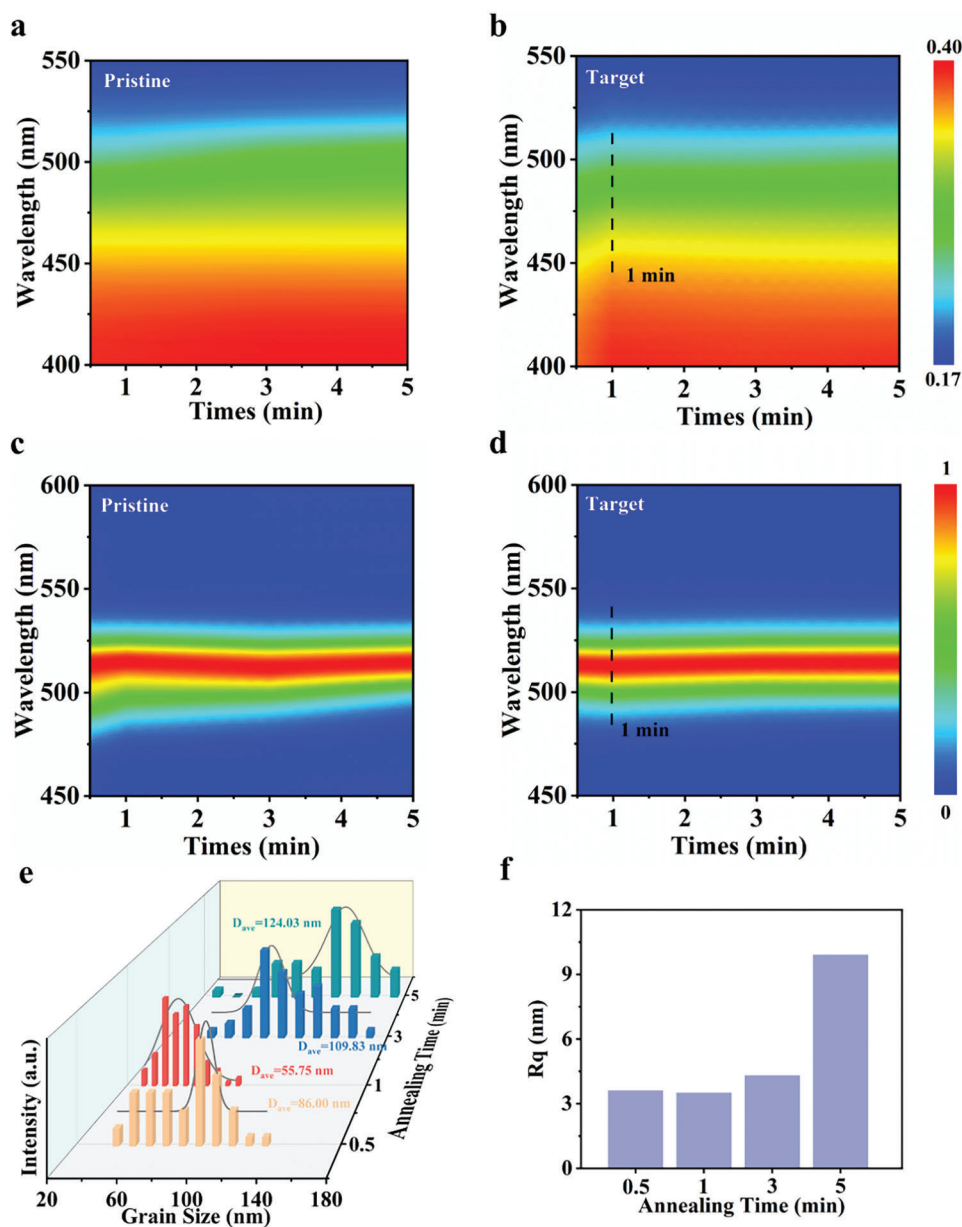 a
550
Pristine
Wavelength (nm)
500
450
400
1 2 3 4 5
Times (min)
b
550
Target
Wavelength (nm)
500
450
400
1 min
1 2 3 4 5
Times (min)
0.40
0.17
c
600
Pristine
Wavelength (nm)
550
500
450
1 2 3 4 5
Times (min)
d
600
Target
Wavelength (nm)
550
500
450
1 min
1 2 3 4 5
Times (min)
1
0
e
Dave=124.03 nm
Dave=109.83 nm
Dave=55.75 nm
Dave=86.00 nm
Intensity (a.u.)
20 60 100 140 180
Grain Size (nm)
0.5 1 3 5
Annealing Time (min)
f
12
9
6
3
0
Rq (nm)
0.5 1 3 5
Annealing Time (min)